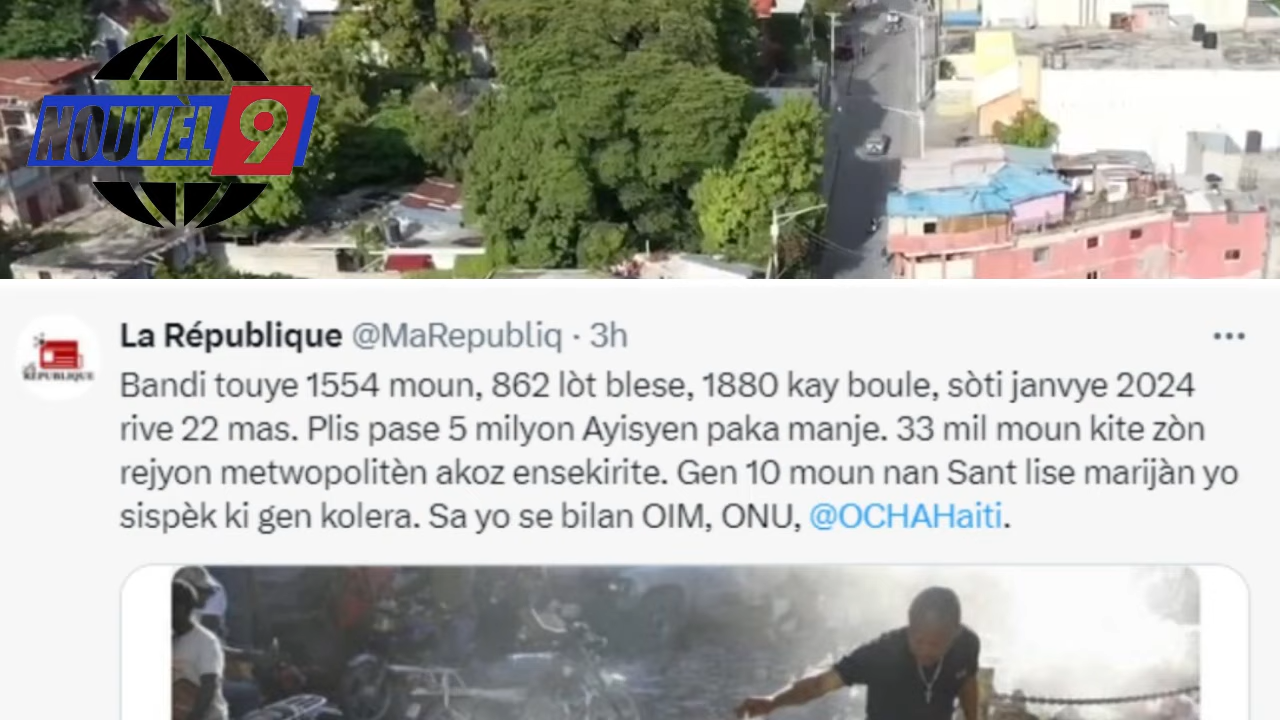 NOUVEL 9
La République @MaRepubliq · 3h
Bandi touye 1554 moun, 862 lòt blese, 1880 kay boule, sòti janvye 2024
rive 22 mas. Plis pase 5 milyon Ayisyen paka manje. 33 mil moun kite zòn
rejyon metwopolitèn akoz ensekirite. Gen 10 moun nan Sant lise marijàn yo
sispèk ki gen kolera. Sa yo se bilan OIM, ONU, @OCHAHaiti.
RÉPUBLIQUE